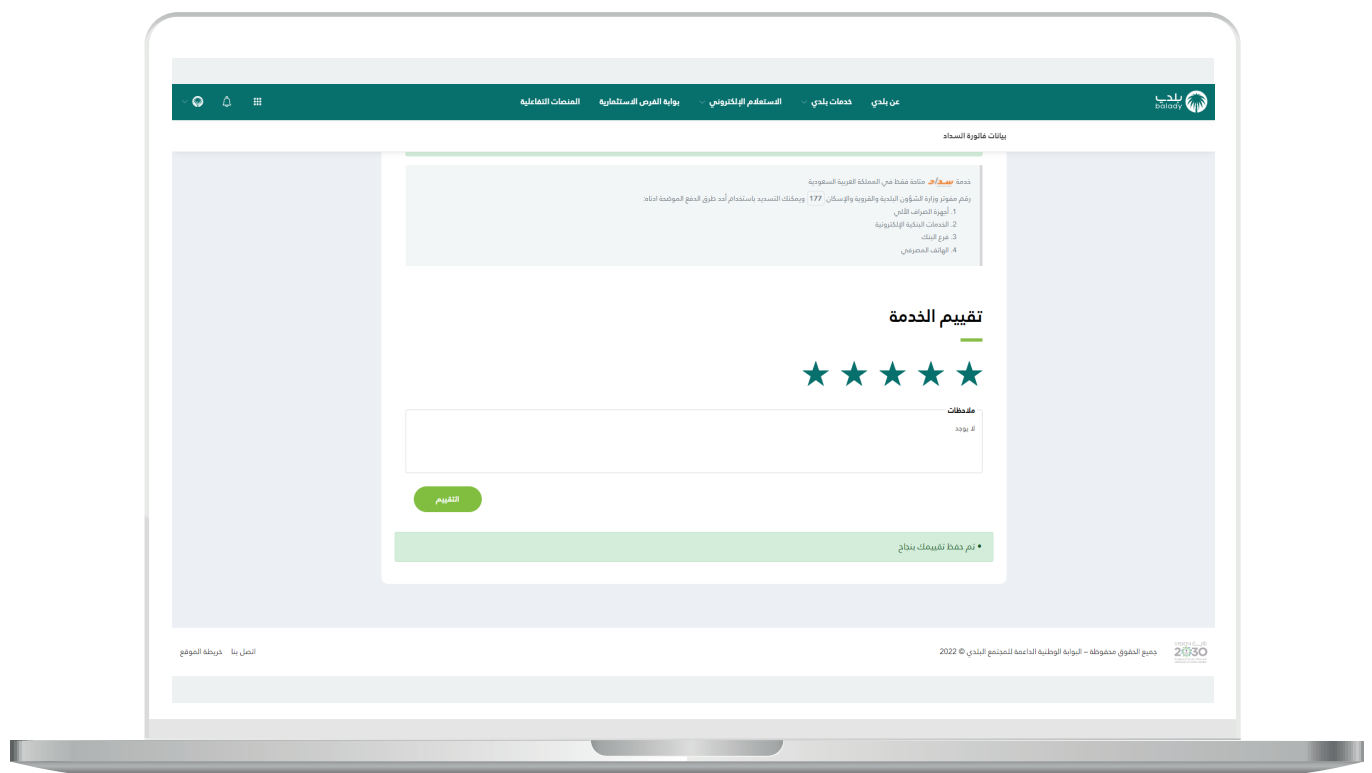 بلدي
balady
عن بلدي
خدمات بلدي
الاستعلام الإلكتروني
بوابة الفرص الاستثمارية
المنصات التفاعلية
بيانات فاتورة السداد
خدمة سداد متاحة فقط في المملكة العربية السعودية
رقم مفوتر وزارة الشؤون البلدية والقروية والإسكان 177 ويمكنك التسديد باستخدام أحد طرق الدفع الموضحة ادناه:
1. أجهزة الصراف الآلي
2. الخدمات البنكية الإلكترونية
3. فرع البنك
4. الهاتف المصرفي
تقييم الخدمة
ملاحظات
لا يوجد
التقييم
• تم حفظ تقييمك بنجاح
2030
جميع الحقوق محفوظة – البوابة الوطنية الداعمة للمجتمع البلدي © 2022
اتصل بنا
خريطة الموقع